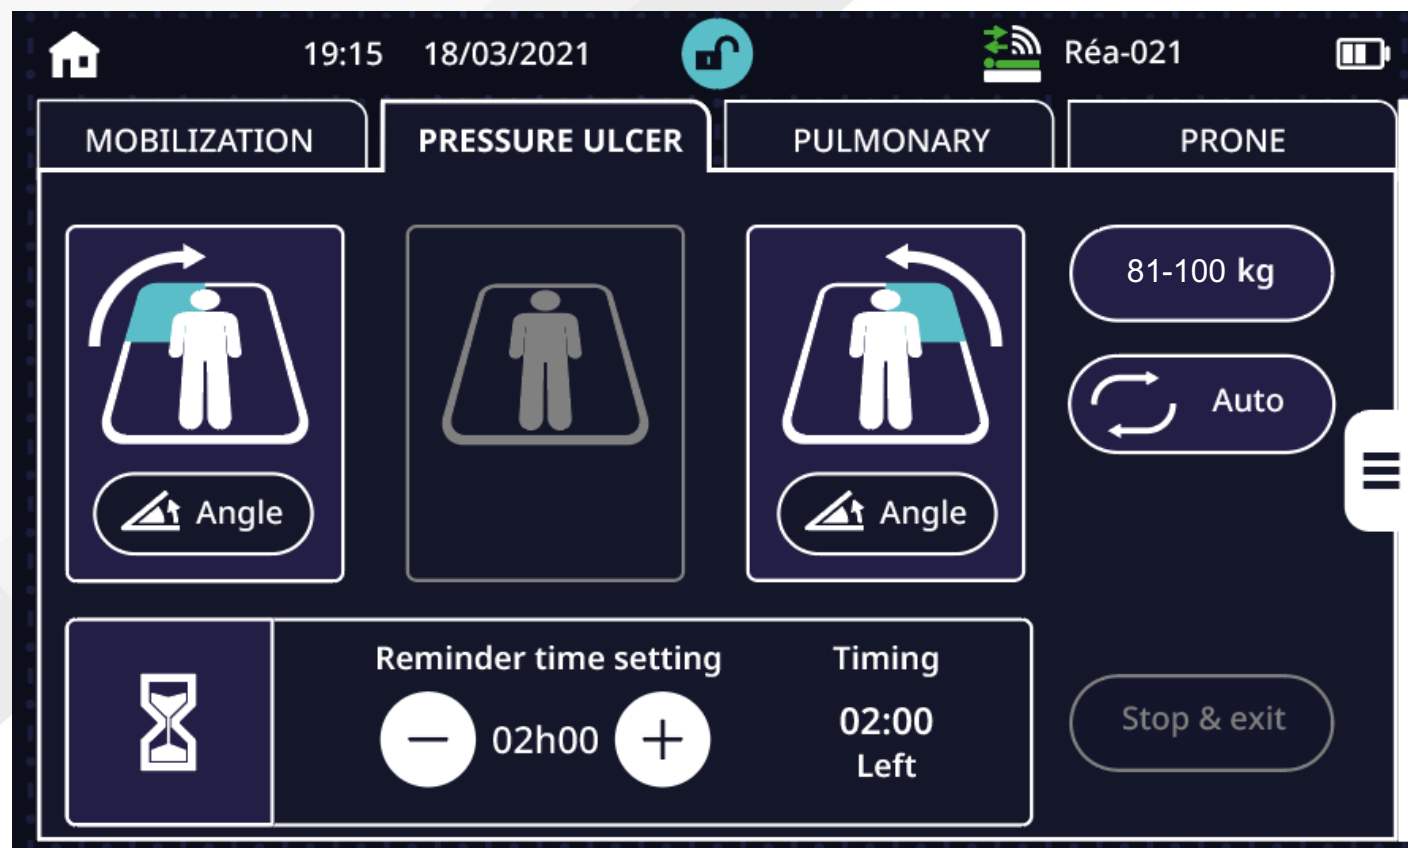 19:15 18/03/2021 Réa-021
MOBILIZATION PRESSURE ULCER PULMONARY PRONE
81-100 kg
Auto
Angle Angle
Reminder time setting Timing
02h00 02:00
Left
Stop & exit